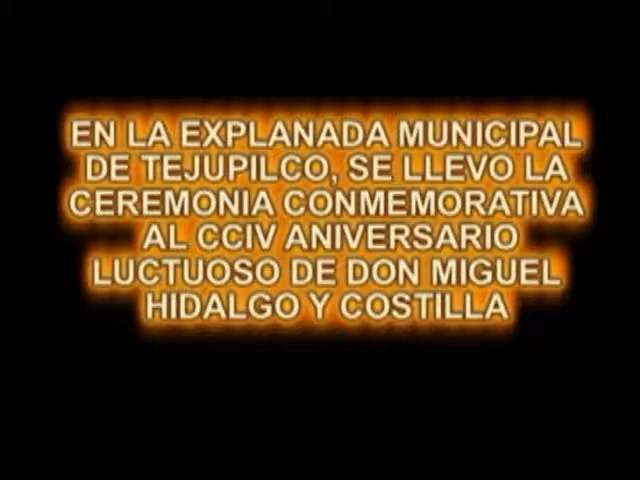 EN LA EXPLANADA MUNICIPAL
DE TEJUPILCO, SE LLEVO LA
CEREMONIA CONMEMORATIVA
AL CCIV ANIVERSARIO
LUCTUOSO DE DON MIGUEL
HIDALGO Y COSTILLA